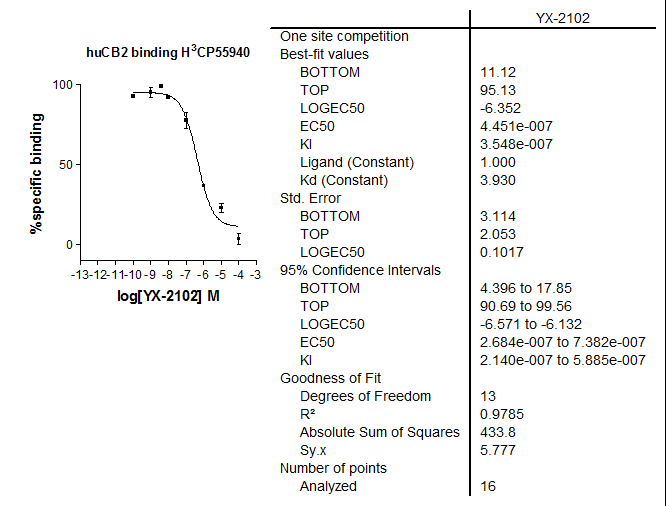 huCB2 binding H³CP55940
100
50
0
%specific binding
-13-12-11-10 -9 -8 -7 -6 -5 -4 -3
log[YX-2102] M
YX-2102
One site competition
Best-fit values
BOTTOM 11.12
TOP 95.13
LOGEC50 -6.352
EC50 4.451e-007
KI 3.548e-007
Ligand (Constant) 1.000
Kd (Constant) 3.930
Std. Error
BOTTOM 3.114
TOP 2.053
LOGEC50 0.1017
95% Confidence Intervals
BOTTOM 4.396 to 17.85
TOP 90.69 to 99.56
LOGEC50 -6.571 to -6.132
EC50 2.684e-007 to 7.382e-007
KI 2.140e-007 to 5.885e-007
Goodness of Fit
Degrees of Freedom 13
R² 0.9785
Absolute Sum of Squares 433.8
Sy.x 5.777
Number of points
Analyzed 16